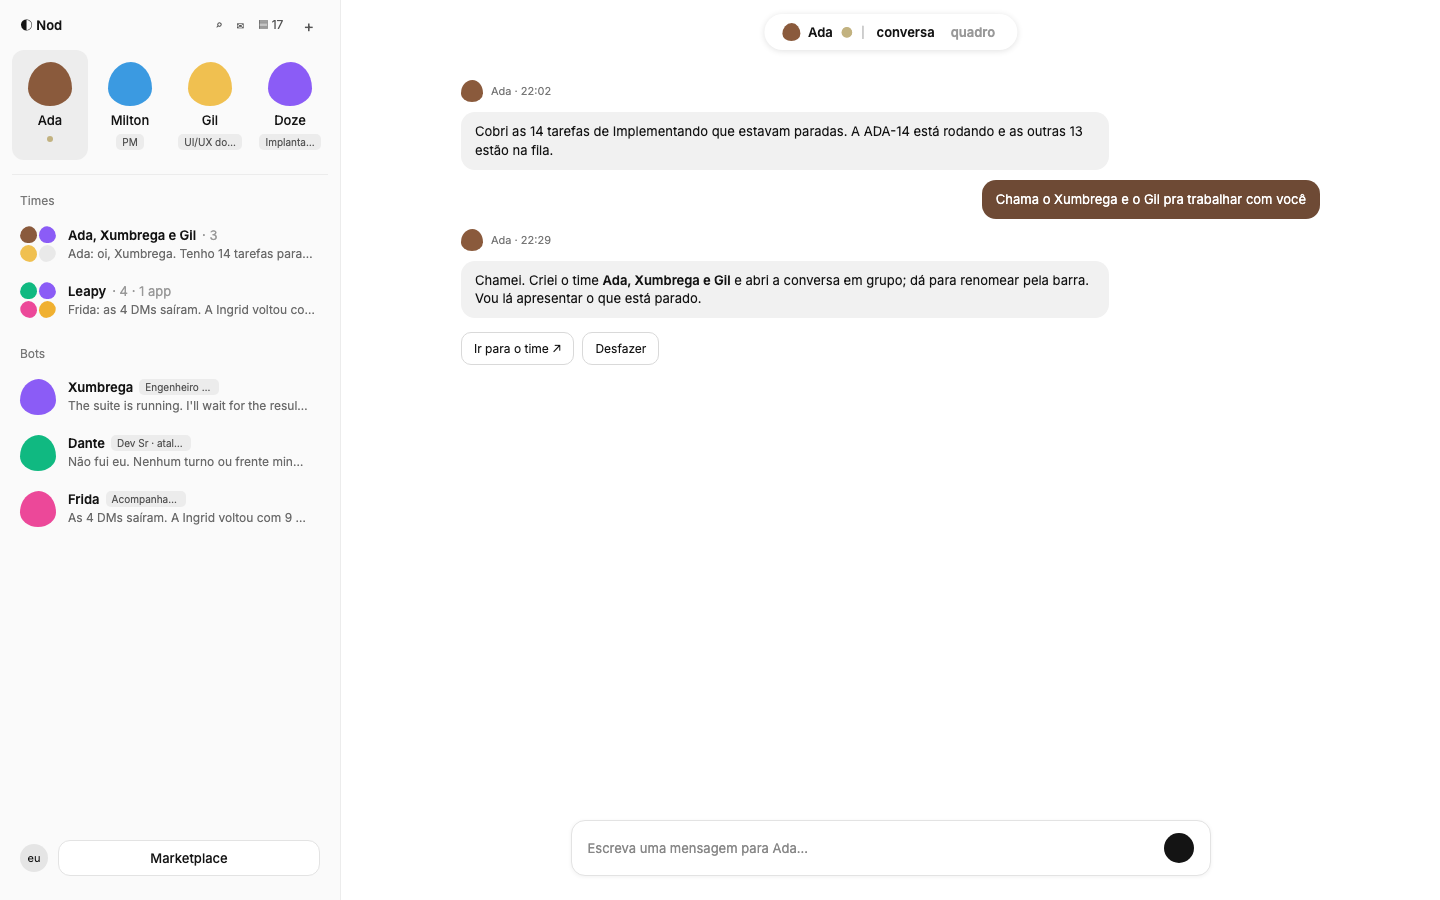 Nod
17
+
Ada
Milton
PM
Gil
UI/UX do...
Doze
Implanta...
Times
Ada, Xumbrega e Gil · 3
Ada: oi, Xumbrega. Tenho 14 tarefas para...
Leapy · 4 · 1 app
Frida: as 4 DMs saíram. A Ingrid voltou co...
Bots
Xumbrega Engenheiro ...
The suite is running. I'll wait for the resul...
Dante Dev Sr · atal...
Não fui eu. Nenhum turno ou frente min...
Frida Acompanha...
As 4 DMs saíram. A Ingrid voltou com 9 ...
eu
Marketplace
Ada | conversa quadro
Ada · 22:02
Cobri as 14 tarefas de Implementando que estavam paradas. A ADA-14 está rodando e as outras 13
estão na fila.
Chama o Xumbrega e o Gil pra trabalhar com você
Ada · 22:29
Chamei. Criei o time Ada, Xumbrega e Gil e abri a conversa em grupo; dá para renomear pela barra.
Vou lá apresentar o que está parado.
Ir para o time ↗
Desfazer
Escreva uma mensagem para Ada...